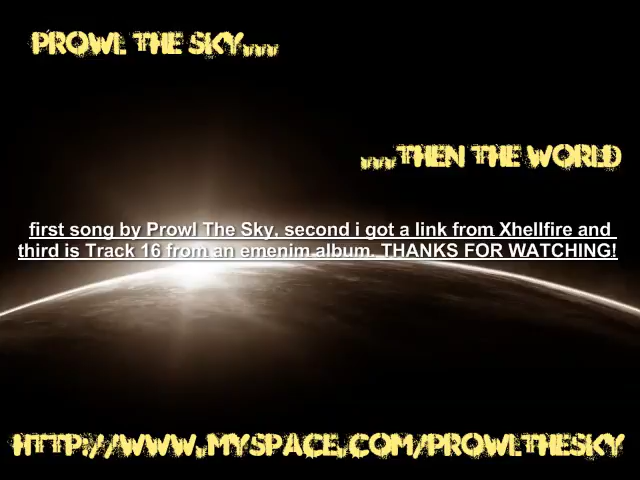 PROWL THE SKY...
...THEN THE WORLD
first song by Prowl The Sky, second i got a link from Xhellfire and
third is Track 16 from an emenim album. THANKS FOR WATCHING!
HTTP://WWW.MYSPACE.COM/PROWLTHESKY